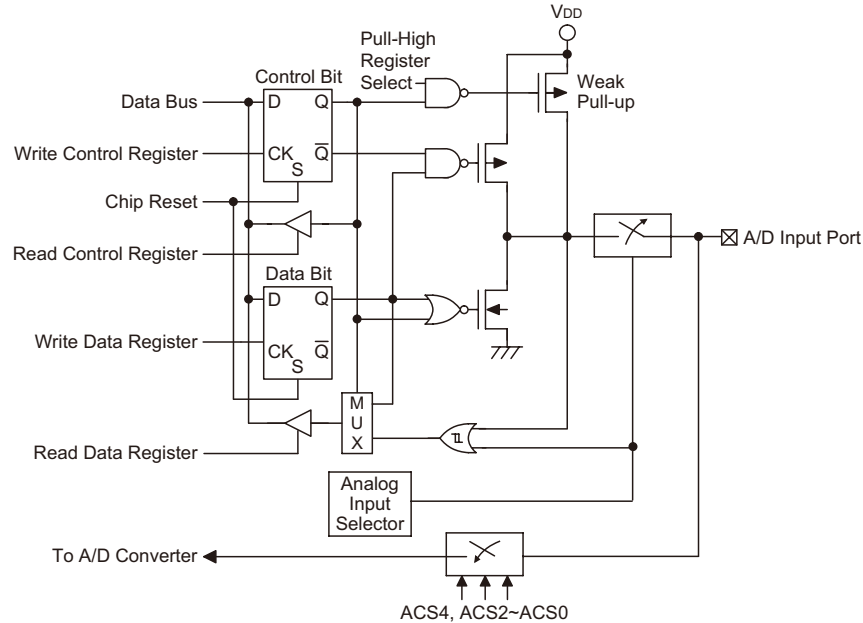 VDD
Pull-High
Register
Select
Control Bit
Weak
Pull-up
Data Bus
D
Q
Write Control Register
CK
Q
S
Chip Reset
A/D Input Port
Read Control Register
Data Bit
D
Q
Write Data Register
CK
Q
S
M
U
X
Read Data Register
Analog
Input
Selector
To A/D Converter
ACS4, ACS2~ACS0